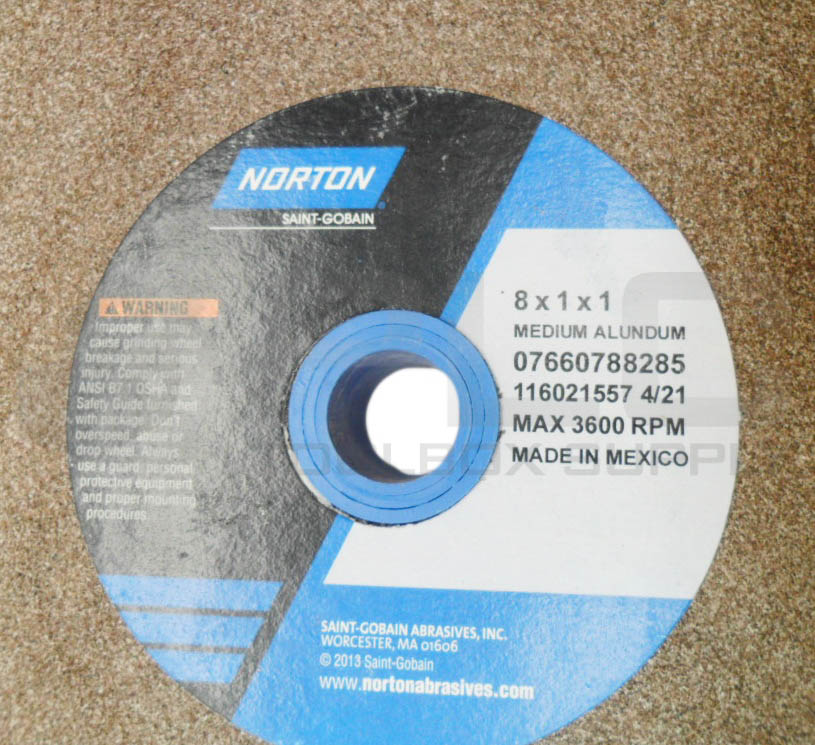 NORTON
SAINT-GOBAIN
WARNING
Improper use may
cause grinding wheel
breakage and serious
injury. Comply with
ANSI B7.1 OSHA and
Safety Guide furnished
with package. Don't
overspeed, abuse or
drop wheel. Always
use a guard, personal
protective equipment
and proper mounting
procedures.
8 x 1 x 1
MEDIUM ALUNDUM
07660788285
116021557 4/21
MAX 3600 RPM
MADE IN MEXICO
SAINT-GOBAIN ABRASIVES, INC.
WORCESTER, MA 01606
© 2013 Saint-Gobain
www.nortonabrasives.com